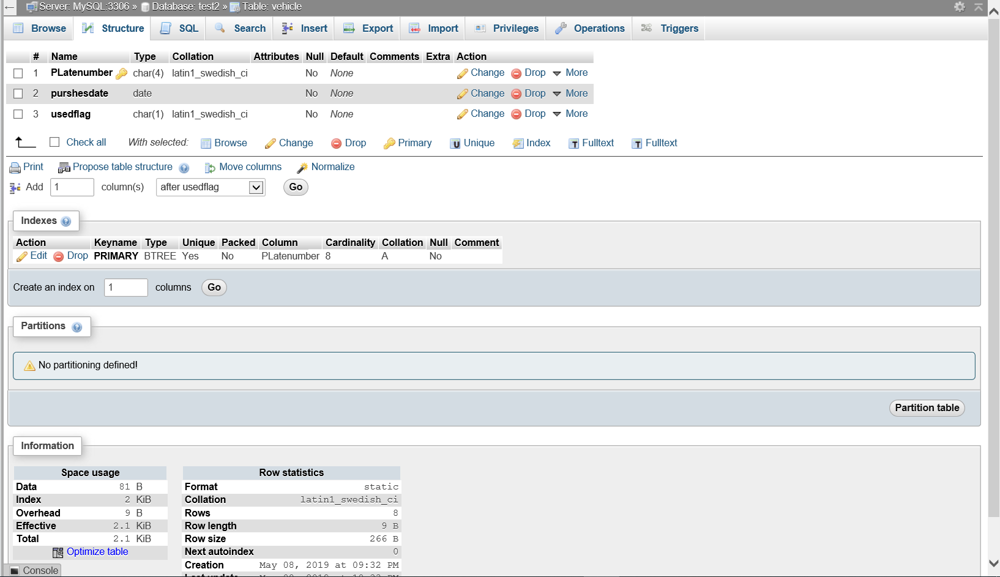 Server: MySQL:3306 » Database: test2 » Table: vehicle
Browse Structure SQL Search Insert Export Import Privileges Operations Triggers
# Name Type Collation Attributes Null Default Comments Extra Action
1 PLatenumber char(4) latin1_swedish_ci No None Change Drop More
2 purshesdate date No None Change Drop More
3 usedflag char(1) latin1_swedish_ci No None Change Drop More
Check all With selected: Browse Change Drop Primary Unique Index Fulltext Fulltext
Print Propose table structure Move columns Normalize
Add 1 column(s) after usedflag Go
Indexes
Action Keyname Type Unique Packed Column Cardinality Collation Null Comment
Edit Drop PRIMARY BTREE Yes No PLatenumber 8 A No
Create an index on 1 columns Go
Partitions
No partitioning defined!
Partition table
Information
Space usage
Data 81 B
Index 2 KiB
Overhead 9 B
Effective 2.1 KiB
Total 2.1 KiB
Optimize table
Row statistics
Format static
Collation latin1_swedish_ci
Rows 8
Row length 9 B
Row size 266 B
Next autoindex 0
Creation May 08, 2019 at 09:32 PM
Last update
Console